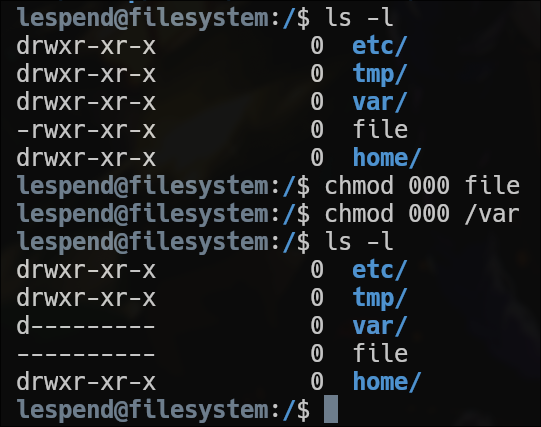 lespend@filesystem:/$ ls -l
drwxr-xr-x 0 etc/
drwxr-xr-x 0 tmp/
drwxr-xr-x 0 var/
-rwxr-xr-x 0 file
drwxr-xr-x 0 home/
lespend@filesystem:/$ chmod 000 file
lespend@filesystem:/$ chmod 000 /var
lespend@filesystem:/$ ls -l
drwxr-xr-x 0 etc/
drwxr-xr-x 0 tmp/
d--------- 0 var/
---------- 0 file
drwxr-xr-x 0 home/
lespend@filesystem:/$